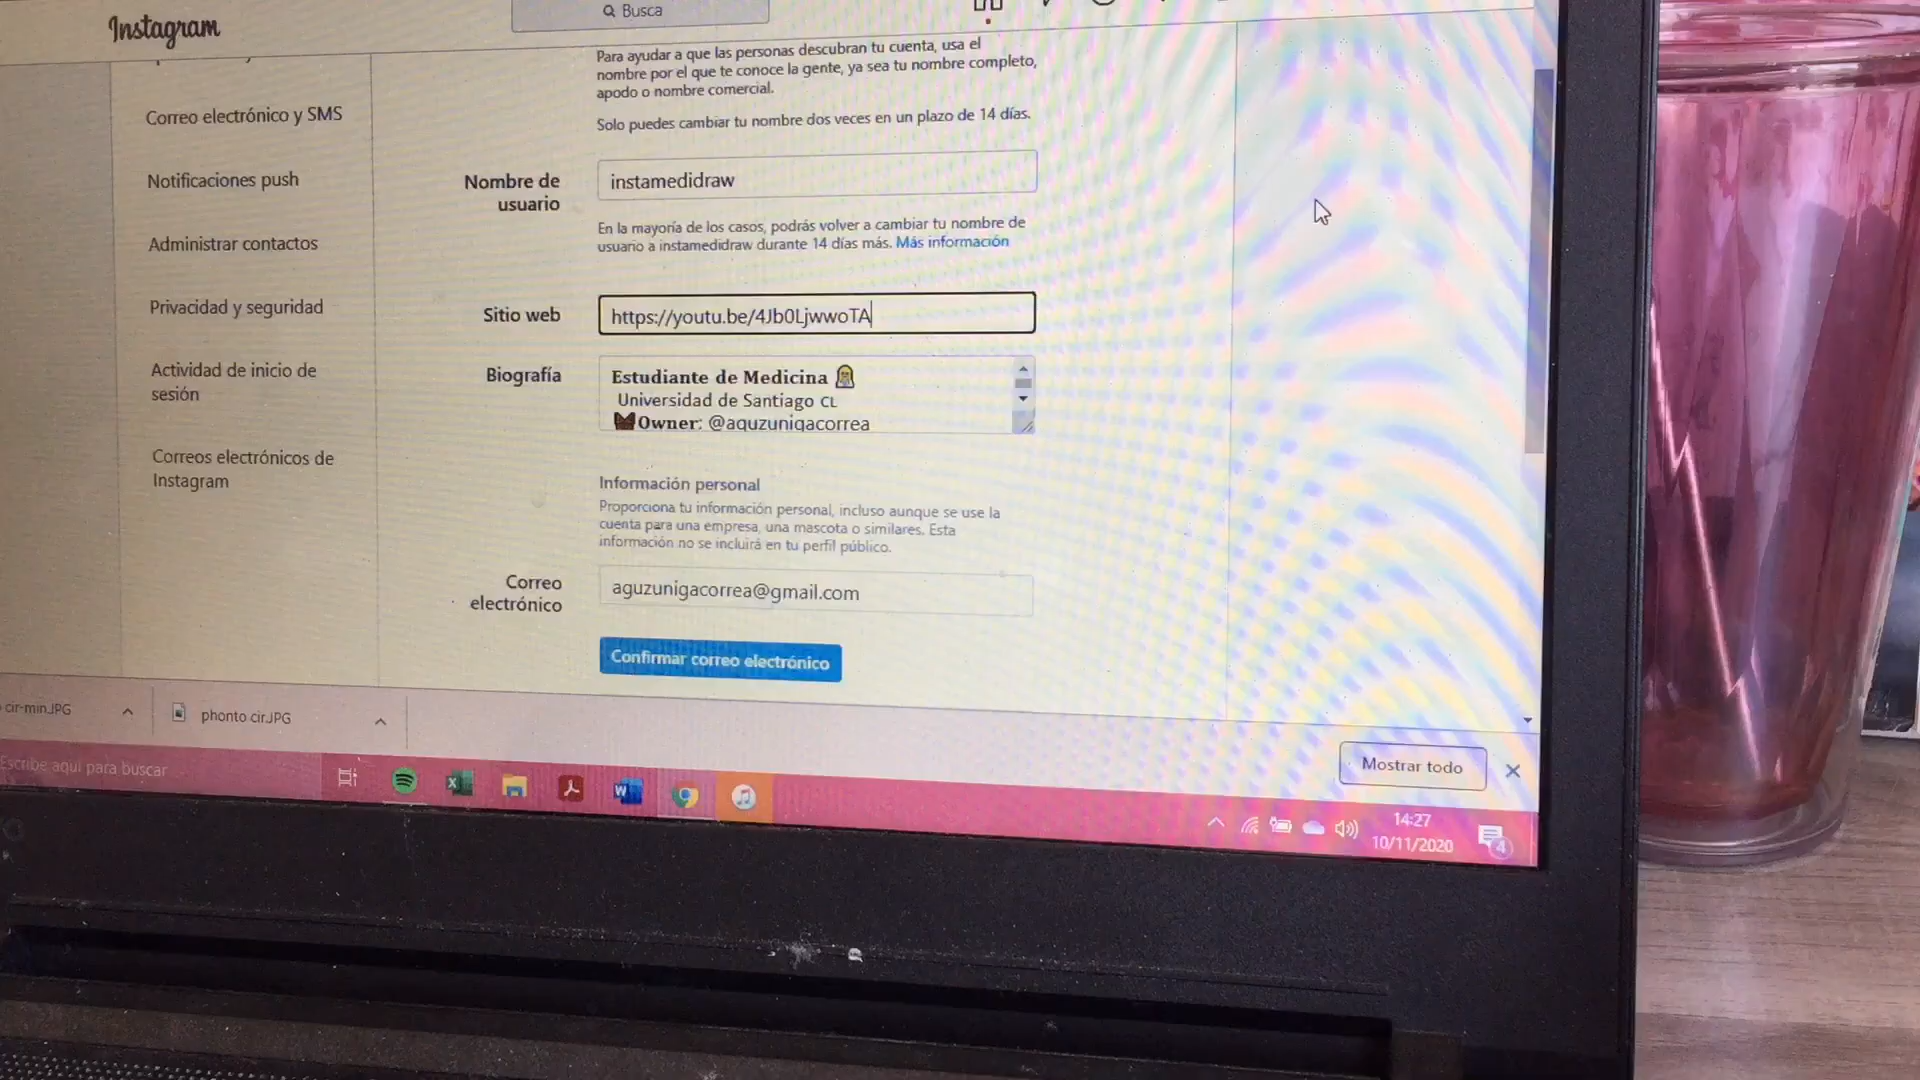 Instagram
Busca
Para ayudar a que las personas descubran tu cuenta, usa el
nombre por el que te conoce la gente, ya sea tu nombre completo,
apodo o nombre comercial.
Solo puedes cambiar tu nombre dos veces en un plazo de 14 días.
Correo electrónico y SMS
Notificaciones push
Administrar contactos
Privacidad y seguridad
Actividad de inicio de
sesión
Correos electrónicos de
Instagram
Nombre de
usuario
instamedidraw
En la mayoría de los casos, podrás volver a cambiar tu nombre de
usuario a instamedidraw durante 14 días más. Más información
Sitio web
https://youtu.be/4Jb0LjwwoTA
Biografía
Estudiante de Medicina
Universidad de Santiago CL
Owner: @aguzunigacorrea
Información personal
Proporciona tu información personal, incluso aunque se use la
cuenta para una empresa, una mascota o similares. Esta
información no se incluirá en tu perfil público.
Correo
electrónico
aguzunigacorrea@gmail.com
Confirmar correo electrónico
cir-min.JPG
phonto cir.JPG
Mostrar todo
Escribe aquí para buscar
14:27
10/11/2020
4